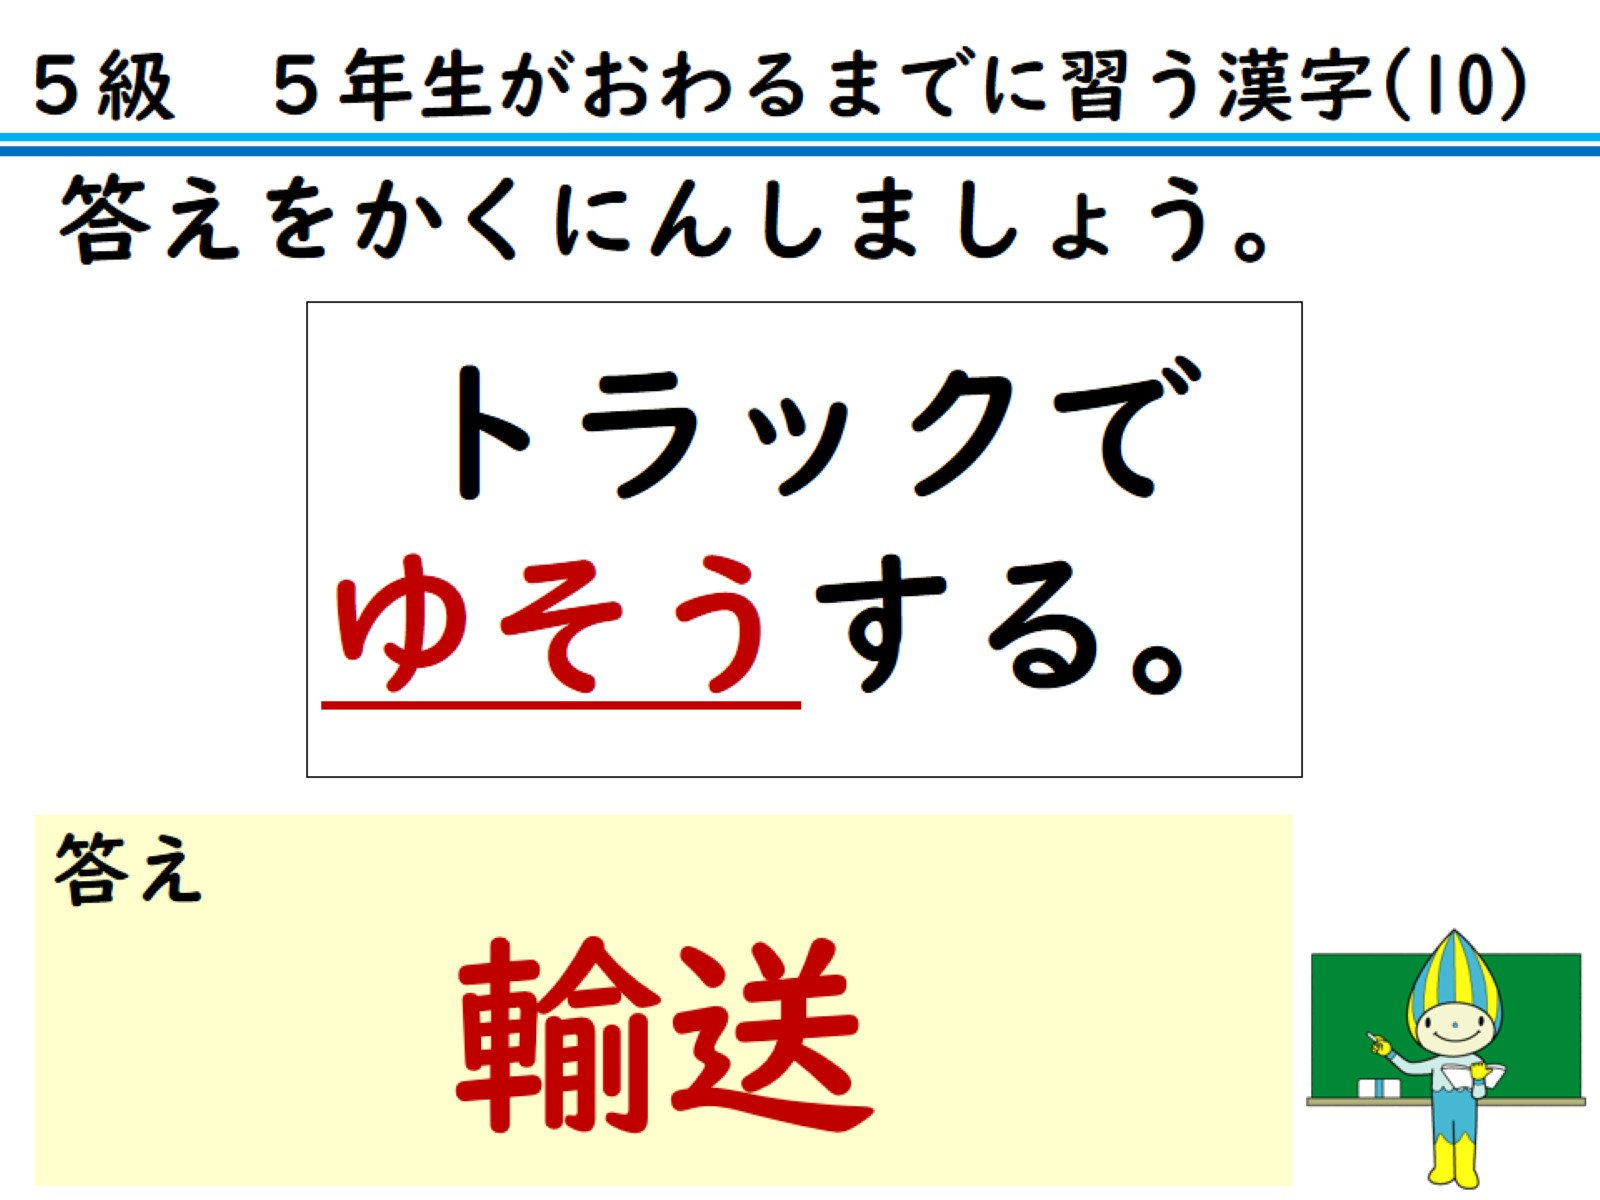 ５級　５年生がおわるまでに習う漢字(10)
答えをかくにんしましょう。
トラックで
ゆそうする。
答え
輸送